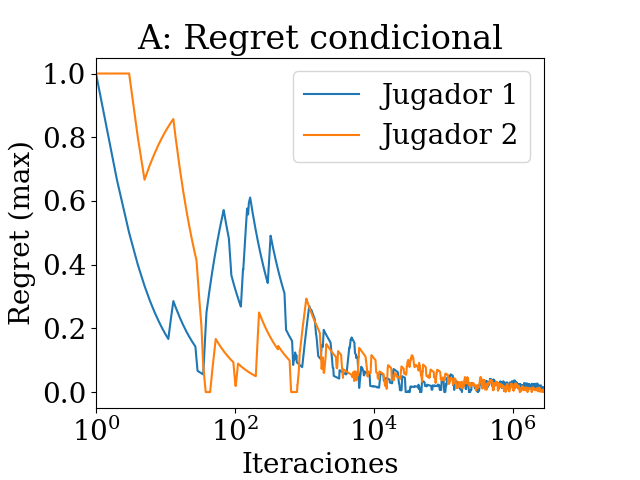 A: Regret condicional
Regret (max)
1.0
0.8
0.6
0.4
0.2
0.0
Jugador 1
Jugador 2
10^0
10^2
10^4
10^6
Iteraciones